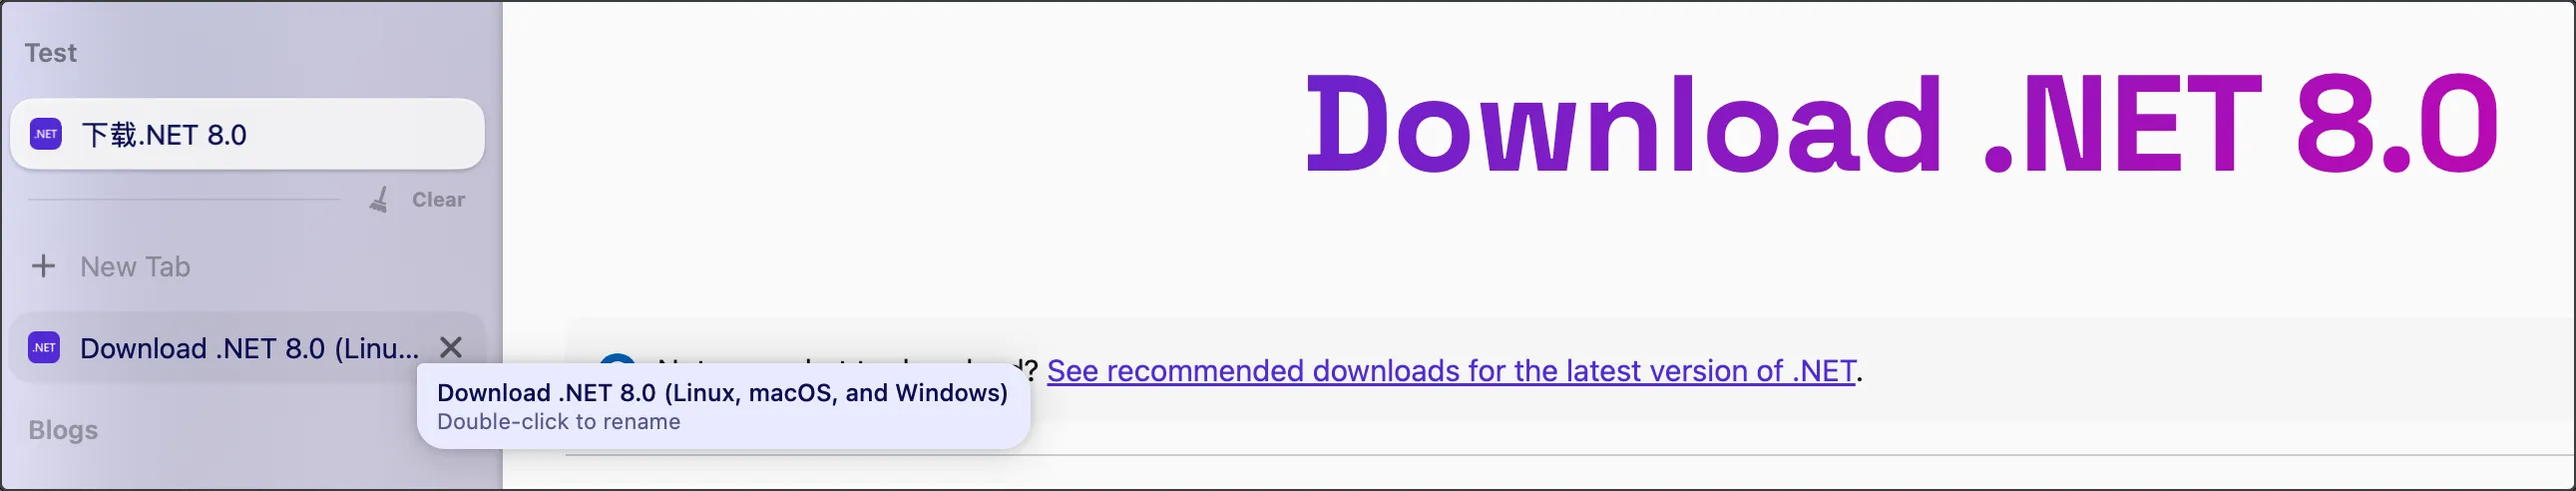 Test
.NET 下载.NET 8.0
Clear
New Tab
.NET Download .NET 8.0 (Linu...
Download .NET 8.0 (Linux, macOS, and Windows)
Double-click to rename
Blogs
Download .NET 8.0
? See recommended downloads for the latest version of .NET.